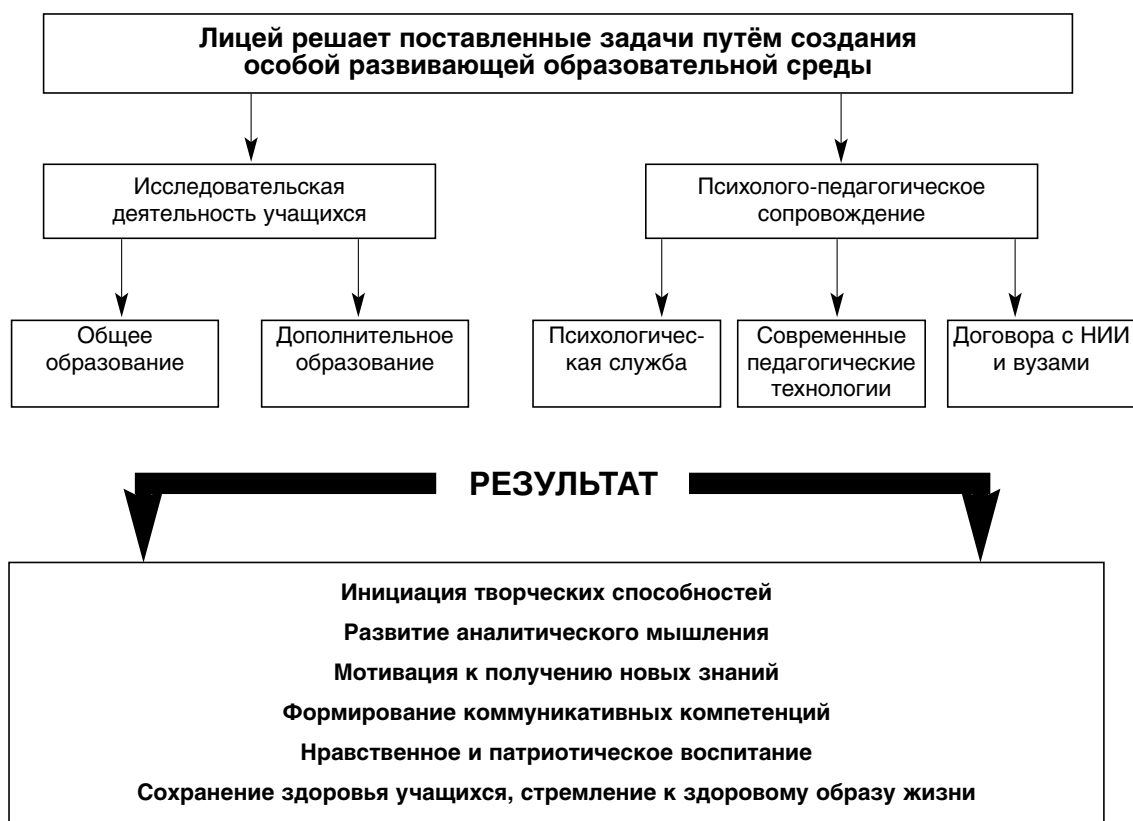 Лицей решает поставленные задачи путём создания
особой развивающей образовательной среды
Исследовательская
деятельность учащихся
Психолого-педагогическое
сопровождение
Общее
образование
Дополнительное
образование
Психологичес-
кая служба
Современные
педагогические
технологии
Договора с НИИ
и вузами
РЕЗУЛЬТАТ
Инициация творческих способностей
Развитие аналитического мышления
Мотивация к получению новых знаний
Формирование коммуникативных компетенций
Нравственное и патриотическое воспитание
Сохранение здоровья учащихся, стремление к здоровому образу жизни